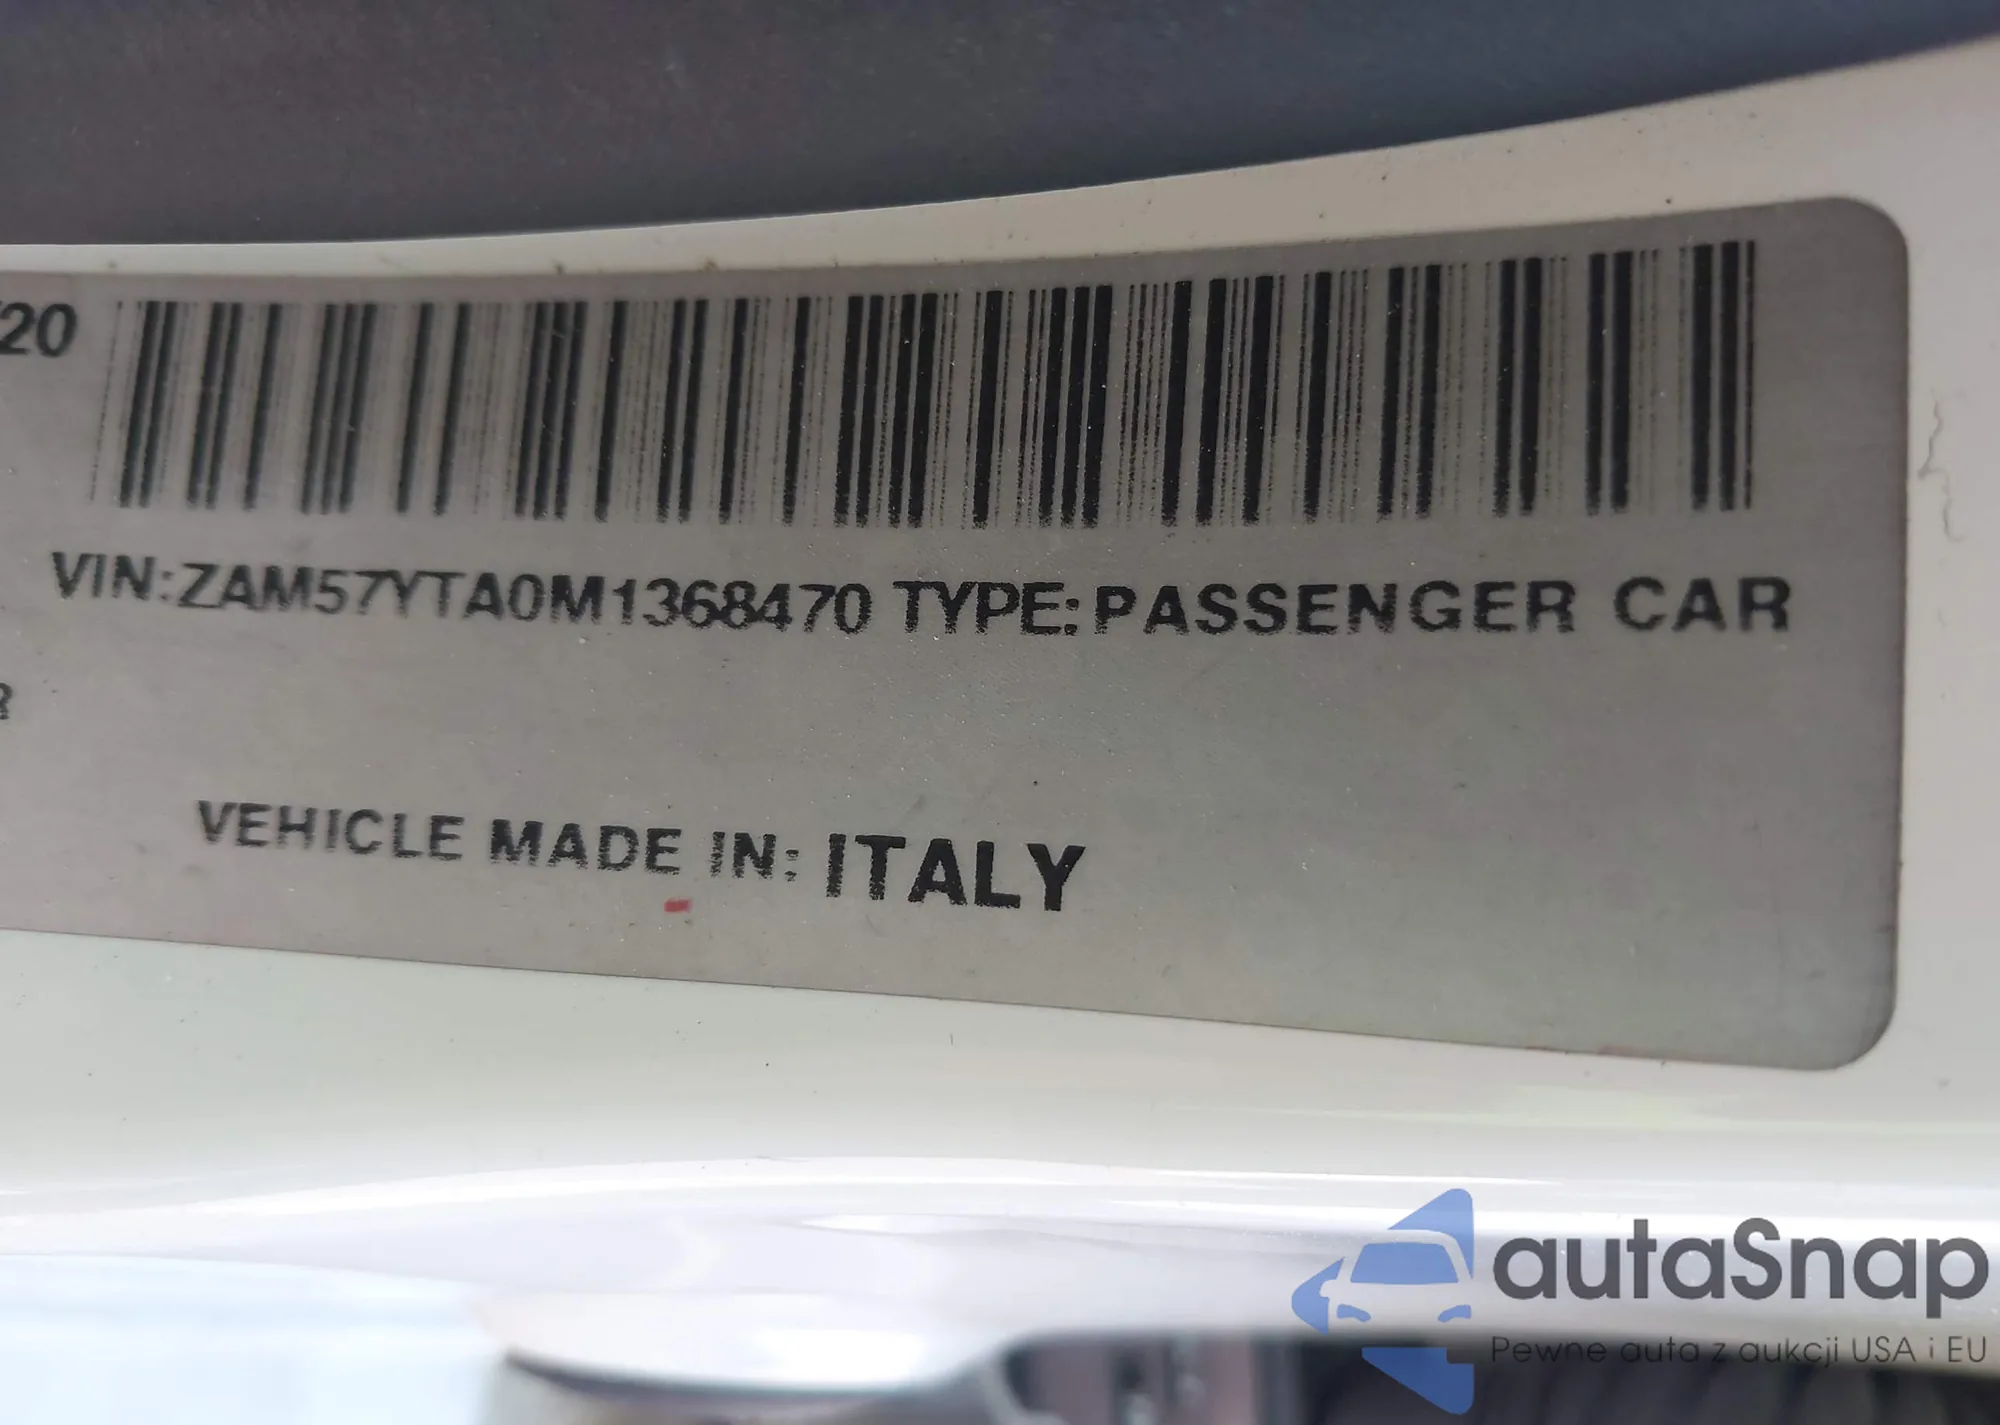 20
VIN:ZAM57YTA0M1368470 TYPE:PASSENGER CAR
R
VEHICLE MADE IN: ITALY
autaSnap
Pewne auta z aukcji USA i EU